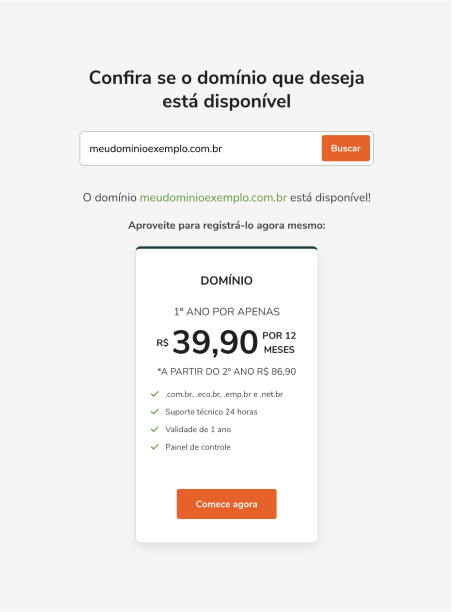 Confira se o domínio que deseja
está disponível
meudominioexemplo.com.br
Buscar
O domínio meudominioexemplo.com.br está disponível!
Aproveite para registrá-lo agora mesmo:
DOMÍNIO
1º ANO POR APENAS
R$ 39,90 POR 12
MESES
*A PARTIR DO 2º ANO R$ 86,90
.com.br, .eco.br, .emp.br e .net.br
Suporte técnico 24 horas
Validade de 1 ano
Painel de controle
Comece agora